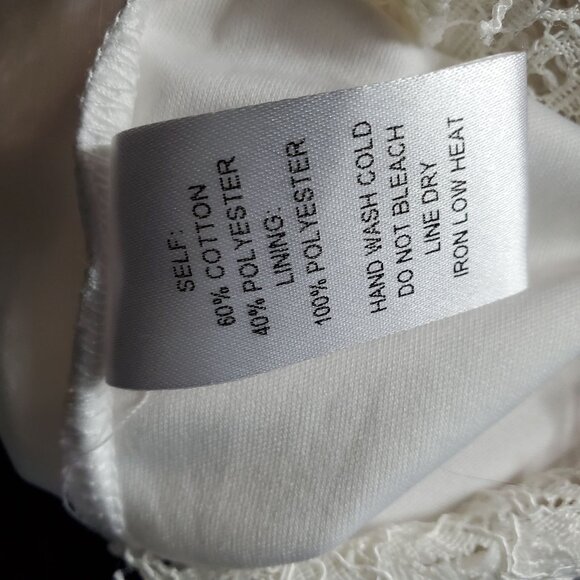 SELF:
60% COTTON
40% POLYESTER
LINING:
100% POLYESTER
HAND WASH COLD
DO NOT BLEACH
LINE DRY
IRON LOW HEAT